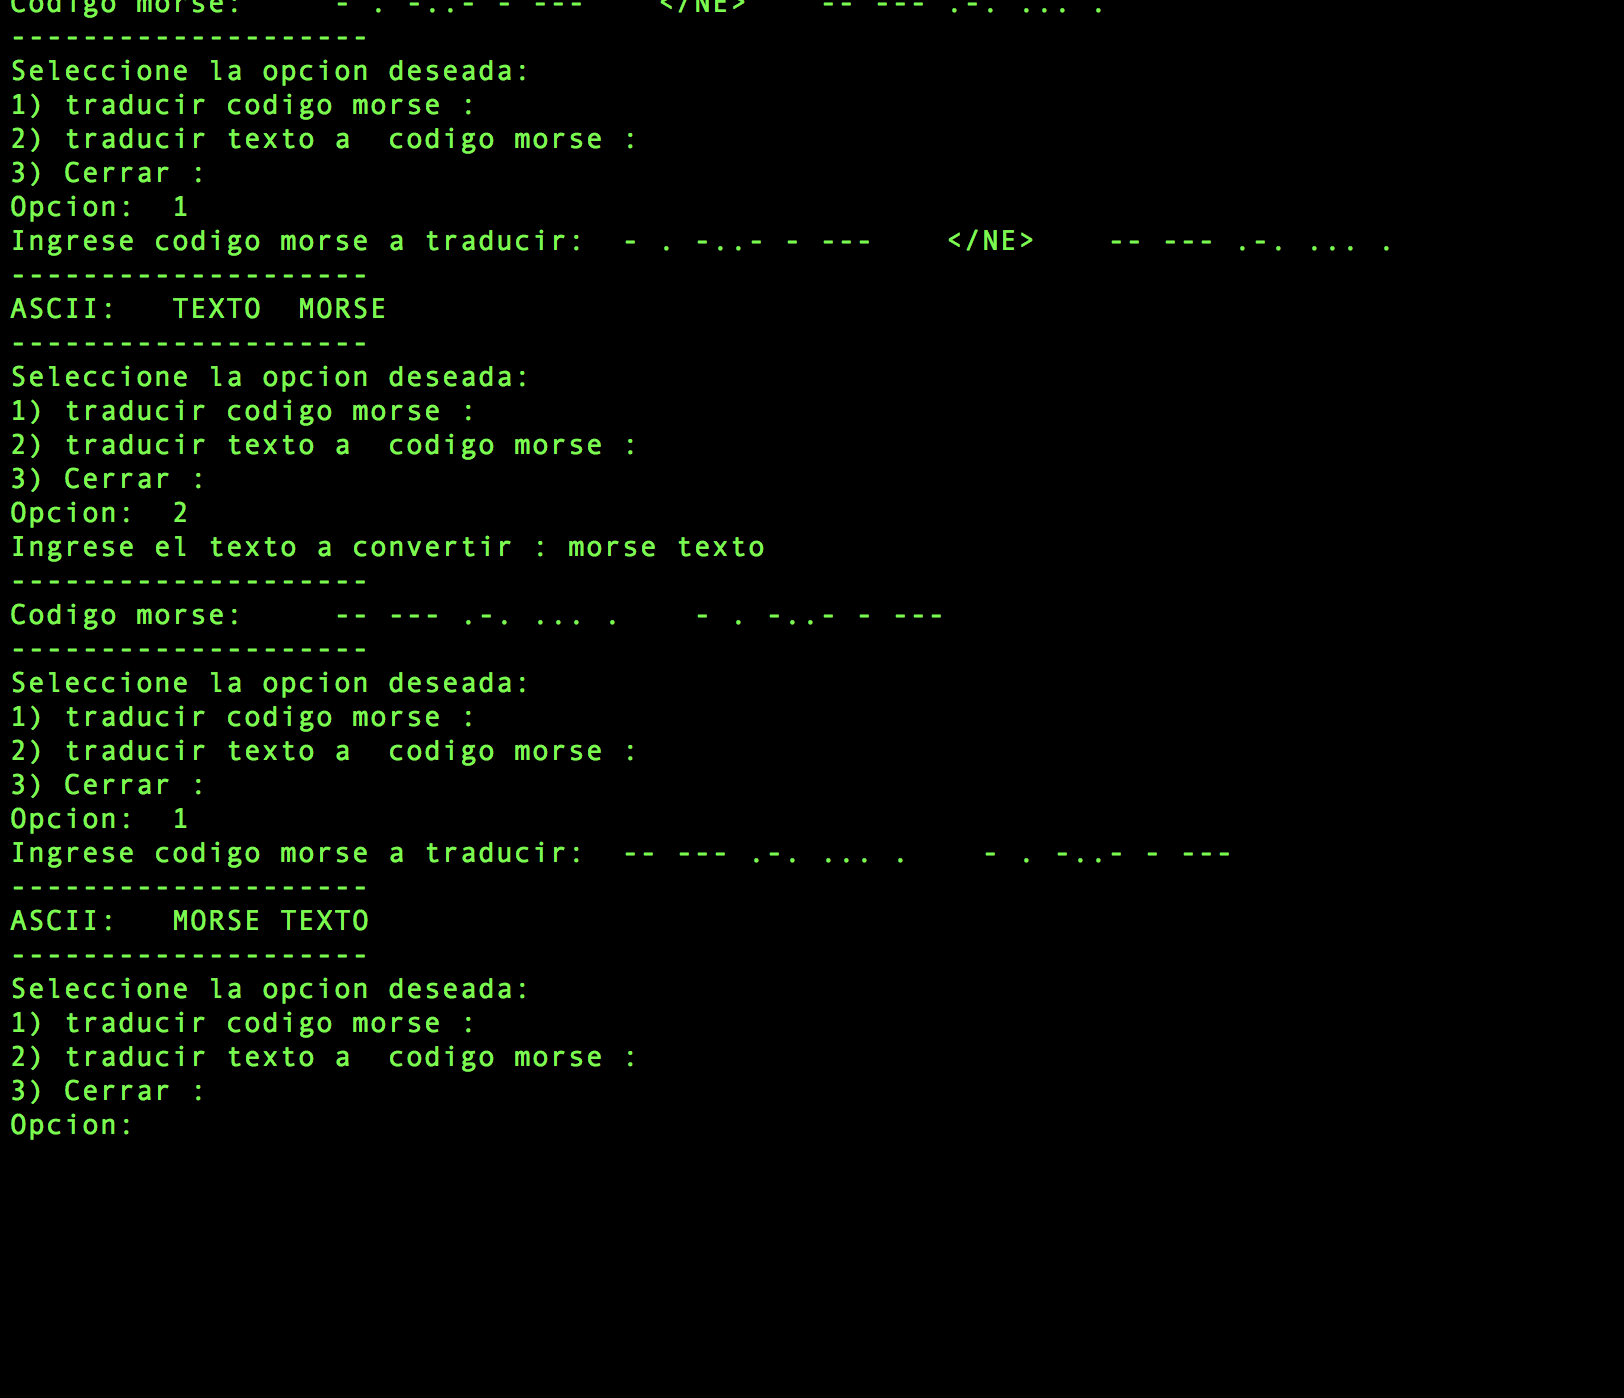 Codigo morse:     - . -..- - ---    </NE>    -- --- .-. ... .
--------------------
Seleccione la opcion deseada:
1) traducir codigo morse :
2) traducir texto a  codigo morse :
3) Cerrar :
Opcion:  1
Ingrese codigo morse a traducir:  - . -..- - ---    </NE>    -- --- .-. ... .
--------------------
ASCII:   TEXTO  MORSE
--------------------
Seleccione la opcion deseada:
1) traducir codigo morse :
2) traducir texto a  codigo morse :
3) Cerrar :
Opcion:  2
Ingrese el texto a convertir : morse texto
--------------------
Codigo morse:     -- --- .-. ... .    - . -..- - ---
--------------------
Seleccione la opcion deseada:
1) traducir codigo morse :
2) traducir texto a  codigo morse :
3) Cerrar :
Opcion:  1
Ingrese codigo morse a traducir:  -- --- .-. ... .    - . -..- - ---
--------------------
ASCII:   MORSE TEXTO
--------------------
Seleccione la opcion deseada:
1) traducir codigo morse :
2) traducir texto a  codigo morse :
3) Cerrar :
Opcion: